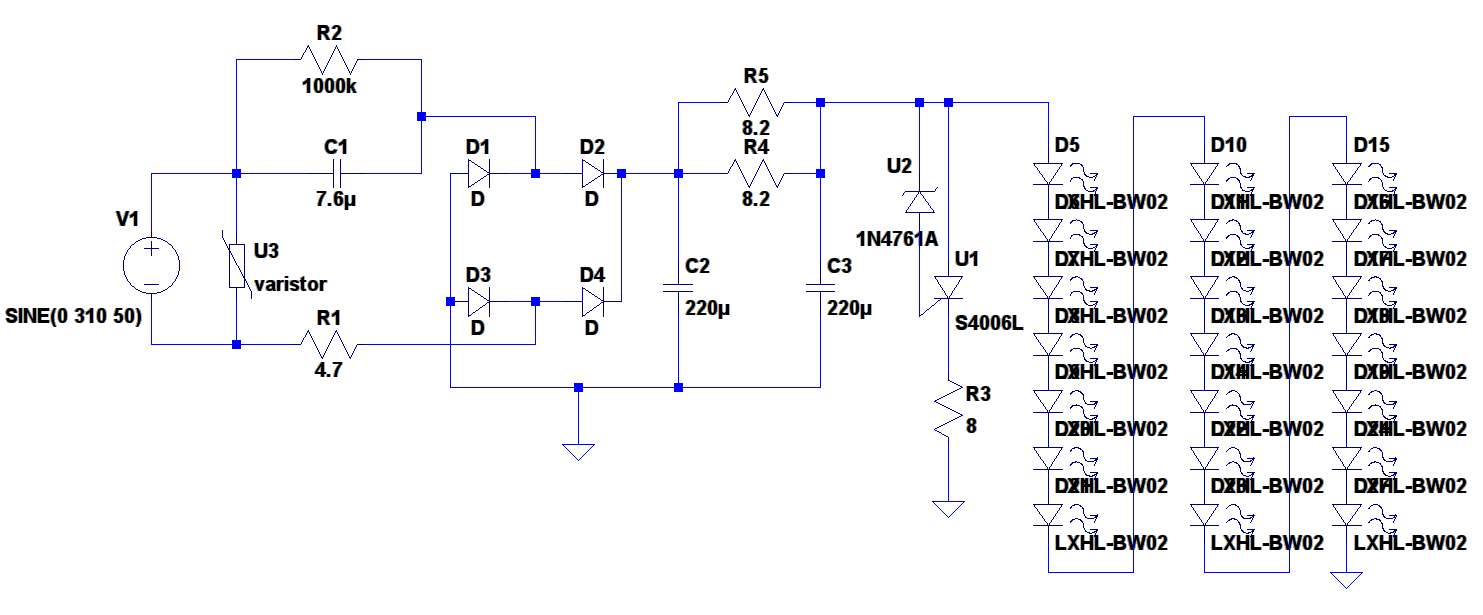 R2
1000k
C1
7.6µ
V1
SINE(0 310 50)
U3
varistor
R1
4.7
D1
D
D2
D
D3
D
D4
D
R5
8.2
R4
8.2
C2
220µ
C3
220µ
U2
1N4761A
U1
S4006L
R3
8
D5
LXHL-BW02
LXHL-BW02
LXHL-BW02
LXHL-BW02
LXHL-BW02
LXHL-BW02
LXHL-BW02
D10
LXHL-BW02
LXHL-BW02
LXHL-BW02
LXHL-BW02
LXHL-BW02
LXHL-BW02
LXHL-BW02
D15
LXHL-BW02
LXHL-BW02
LXHL-BW02
LXHL-BW02
LXHL-BW02
LXHL-BW02
LXHL-BW02